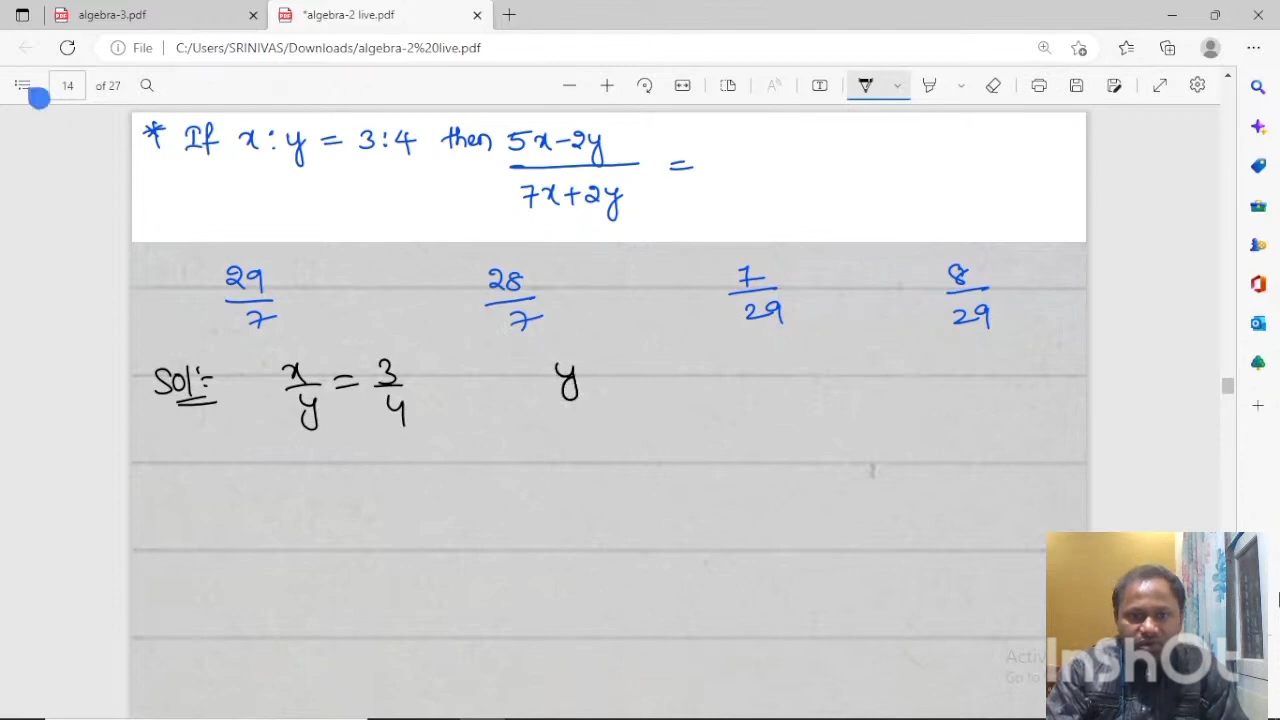 algebra-3.pdf
*algebra-2 live.pdf
File C:/Users/SRINIVAS/Downloads/algebra-2%20live.pdf
14 of 27
* If x : y = 3 : 4 then 5x-2y / 7x+2y =
29/7 28/7 7/29 8/29
Sol:- x/y = 3/4 y
InShOt